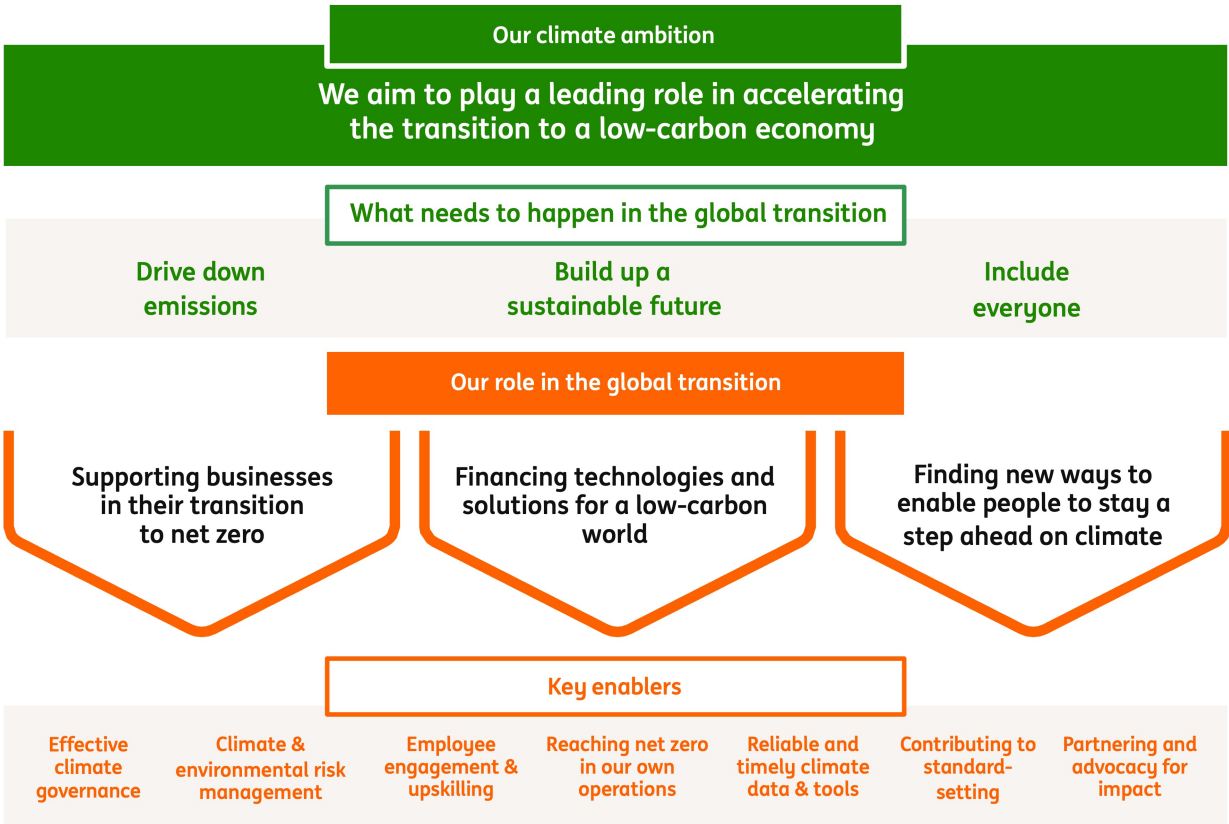 Our climate ambition
We aim to play a leading role in accelerating
the transition to a low-carbon economy
What needs to happen in the global transition
Drive down
emissions
Build up a
sustainable future
Include
everyone
Our role in the global transition
Supporting businesses
in their transition
to net zero
Financing technologies and
solutions for a low-carbon
world
Finding new ways to
enable people to stay a
step ahead on climate
Key enablers
Effective
climate
governance
Climate &
environmental risk
management
Employee
engagement &
upskilling
Reaching net zero
in our own
operations
Reliable and
timely climate
data & tools
Contributing to
standard-
setting
Partnering and
advocacy for
impact